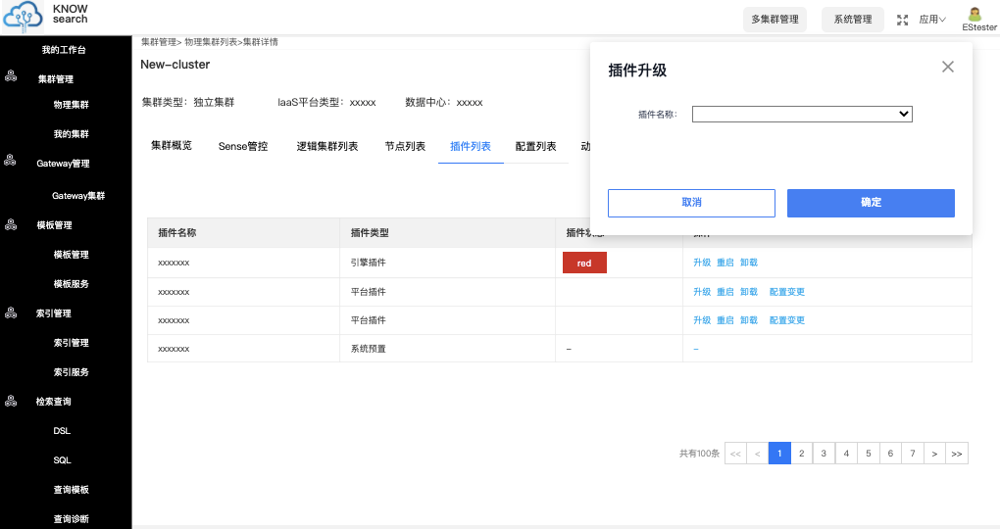 KNOW
search
多集群管理
系统管理
应用
EStester
我的工作台
集群管理
物理集群
我的集群
Gateway管理
Gateway集群
模板管理
模板管理
模板服务
索引管理
索引管理
索引服务
检索查询
DSL
SQL
查询模板
查询诊断
集群管理> 物理集群列表>集群详情
New-cluster
集群类型：独立集群 IaaS平台类型：xxxxx 数据中心：xxxxx
集群概览 Sense管控 逻辑集群列表 节点列表 插件列表 配置列表 动
插件升级
插件名称：
取消 确定
插件名称 插件类型 插件状态 操作
xxxxxxx 引擎插件 red 升级 重启 卸载
xxxxxxx 平台插件 升级 重启 卸载 配置变更
xxxxxxx 平台插件 升级 重启 卸载 配置变更
xxxxxxx 系统预置 – –
共有100条 << < 1 2 3 4 5 6 7 > >>